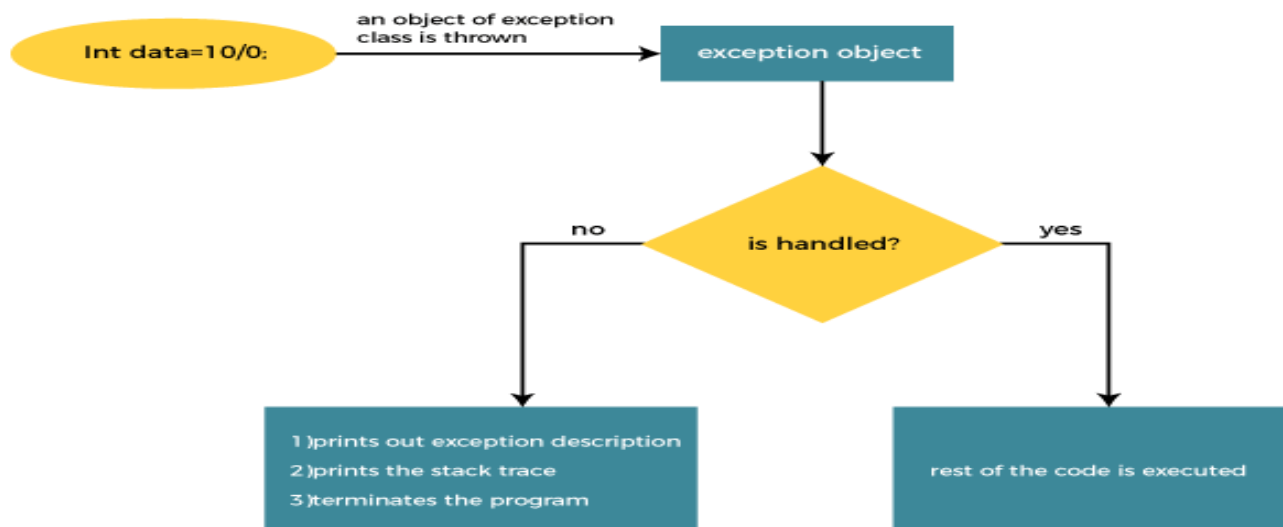 an object of exception
class is thrown
Int data=10/0;
exception object
no
is handled?
yes
1)prints out exception description
2)prints the stack trace
3)terminates the program
rest of the code is executed